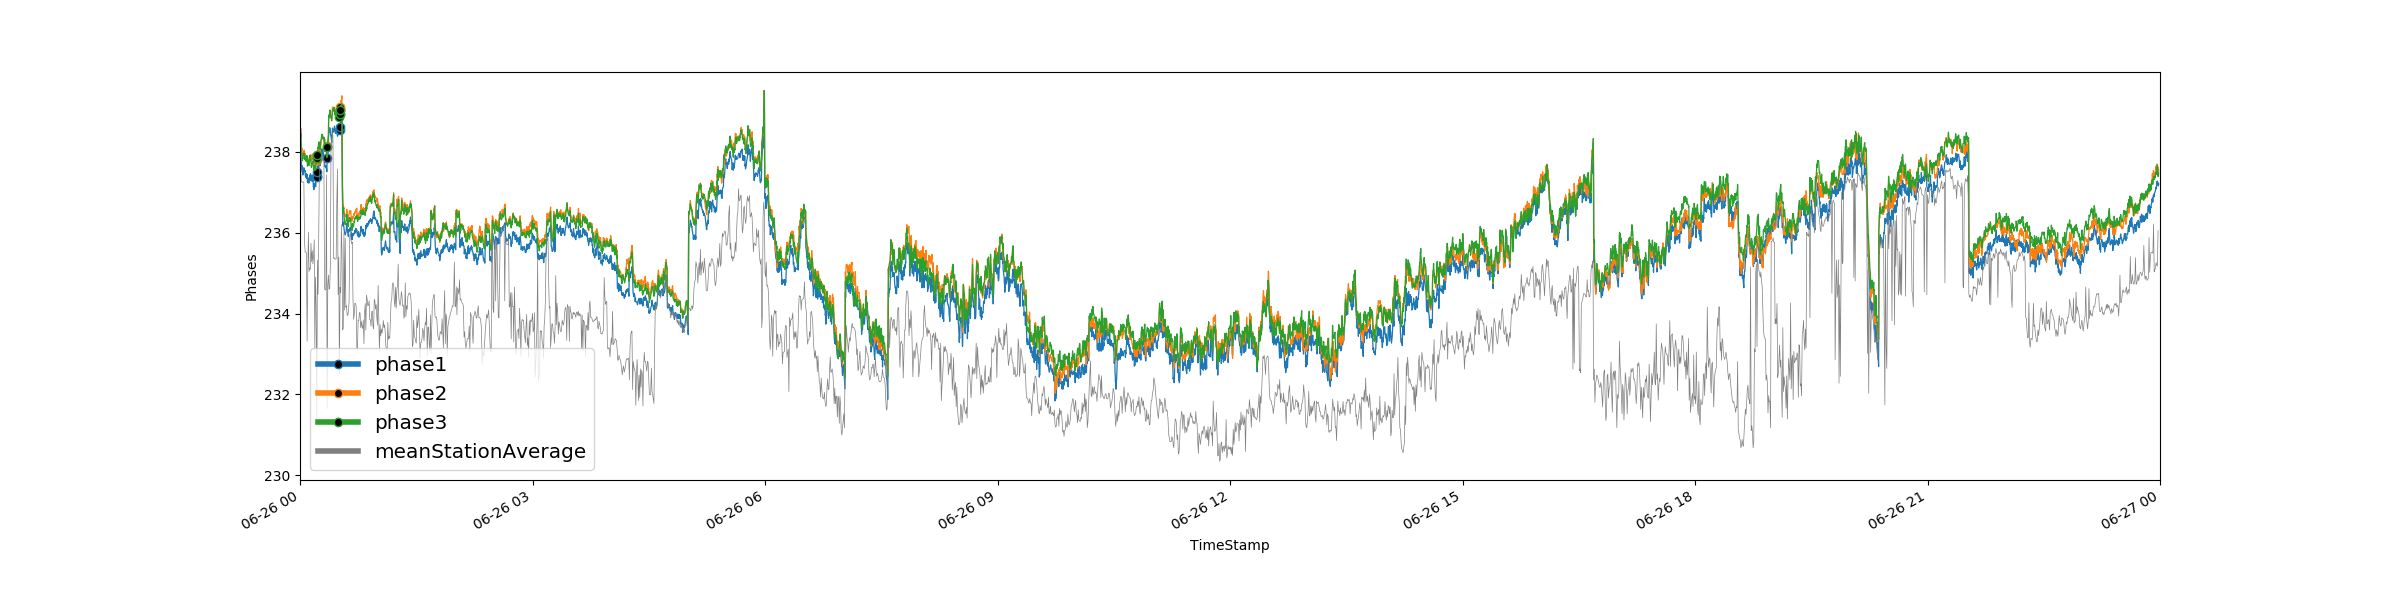 238
236
234
232
230
Phases
phase1
phase2
phase3
meanStationAverage
06-26 00
06-26 03
06-26 06
06-26 09
06-26 12
06-26 15
06-26 18
06-26 21
06-27 00
TimeStamp